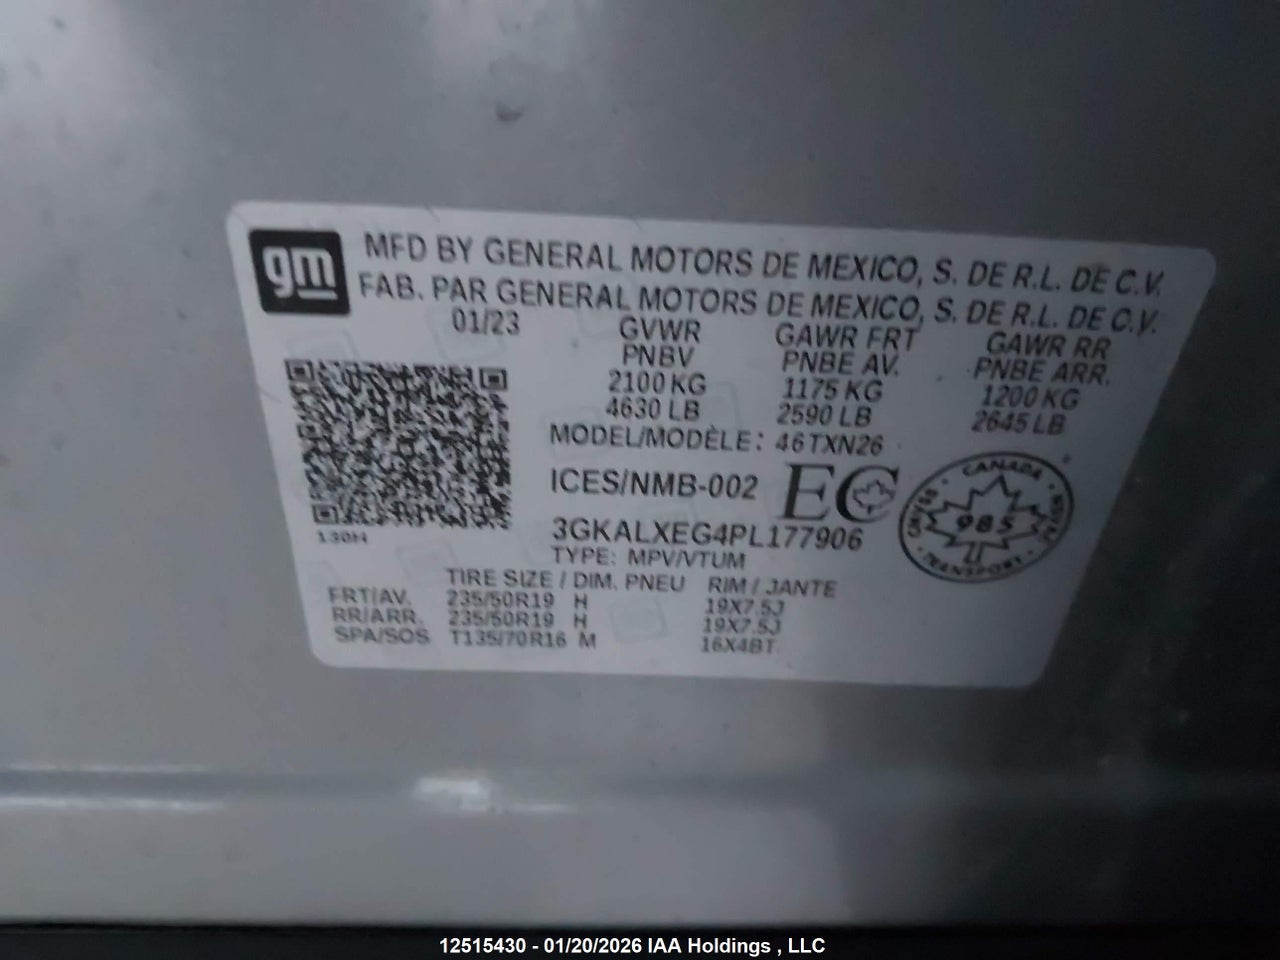 gm
MFD BY GENERAL MOTORS DE MEXICO, S. DE R.L. DE C.V.
FAB. PAR GENERAL MOTORS DE MEXICO, S. DE R.L. DE C.V.
01/23 GVWR GAWR FRT GAWR RR
PNBV PNBE AV. PNBE ARR.
2100 KG 1175 KG 1200 KG
4630 LB 2590 LB 2645 LB
MODEL/MODÈLE: 46TXN26
ICES/NMB-002 EC
CANADA
CMVSS 985 NSVAC
TRANSPORT
130H
3GKALXEG4PL177906
TYPE: MPV/VTUM
TIRE SIZE / DIM. PNEU RIM / JANTE
FRT/AV. 235/50R19 H 19X7.5J
RR/ARR. 235/50R19 H 19X7.5J
SPA/SOS T135/70R16 M 16X4BT
12515430 - 01/20/2026 IAA Holdings , LLC